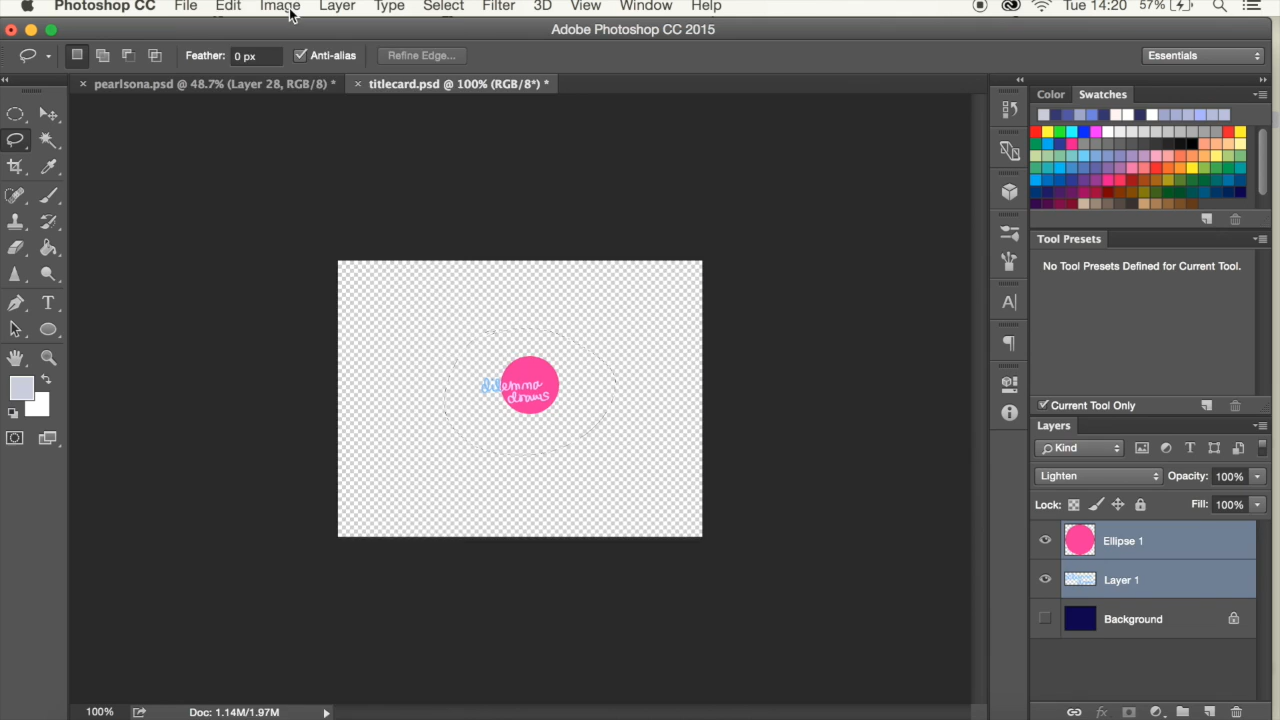 Photoshop CC File Edit Image Layer Type Select Filter 3D View Window Help Tue 14:20 57%
Adobe Photoshop CC 2015
Feather: 0 px Anti-alias Refine Edge... Essentials
pearlsona.psd @ 48.7% (Layer 28, RGB/8) * titlecard.psd @ 100% (RGB/8*) *
Color Swatches
Tool Presets
No Tool Presets Defined for Current Tool.
dilemma
draws
Current Tool Only
Layers
Kind
Lighten Opacity: 100%
Lock: Fill: 100%
Ellipse 1
Layer 1
Background
100% Doc: 1.14M/1.97M